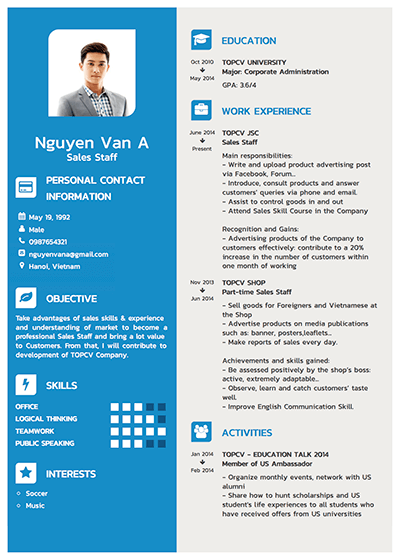 Nguyen Van A
Sales Staff
PERSONAL CONTACT
INFORMATION
May 19, 1992
Male
0987654321
nguyenvana@gmail.com
Hanoi, Vietnam
OBJECTIVE
Take advantages of sales skills & experience
and understanding of market to become a
professional Sales Staff and bring a lot value
to Customers. From that, I will contribute to
development of TOPCV Company.
SKILLS
OFFICE
LOGICAL THINKING
TEAMWORK
PUBLIC SPEAKING
INTERESTS
Soccer
Music
EDUCATION
Oct 2010
May 2014
TOPCV UNIVERSITY
Major: Corporate Administration
GPA: 3.6/4
WORK EXPERIENCE
June 2014
Present
TOPCV JSC
Sales Staff
Main responsibilities:
- Write and upload product advertising post
via Facebook, Forum...
- Introduce, consult products and answer
customers' queries via phone and email.
- Assist to control goods in and out
- Attend Sales Skill Course in the Company
Recognition and Gains:
- Advertising products of the Company to
customers effectively: contribute to a 20%
increase in the number of customers within
one month of working
Nov 2013
Jun 2014
TOPCV SHOP
Part-time Sales Staff
- Sell goods for Foreigners and Vietnamese at
the Shop
- Advertise products on media publications
such as: banner, posters,leaflets...
- Make reports of sales every day.
Achievements and skills gained:
- Be assessed positively by the shop's boss:
active, extremely adaptable...
- Observe, learn and catch customers' taste
well.
- Improve English Communication Skill.
ACTIVITIES
Jan 2014
Feb 2014
TOPCV - EDUCATION TALK 2014
Member of US Ambassador
- Organize monthly events, network with US
alumni
- Share how to hunt scholarships and US
student's life experiences to all students who
have received offers from US universities